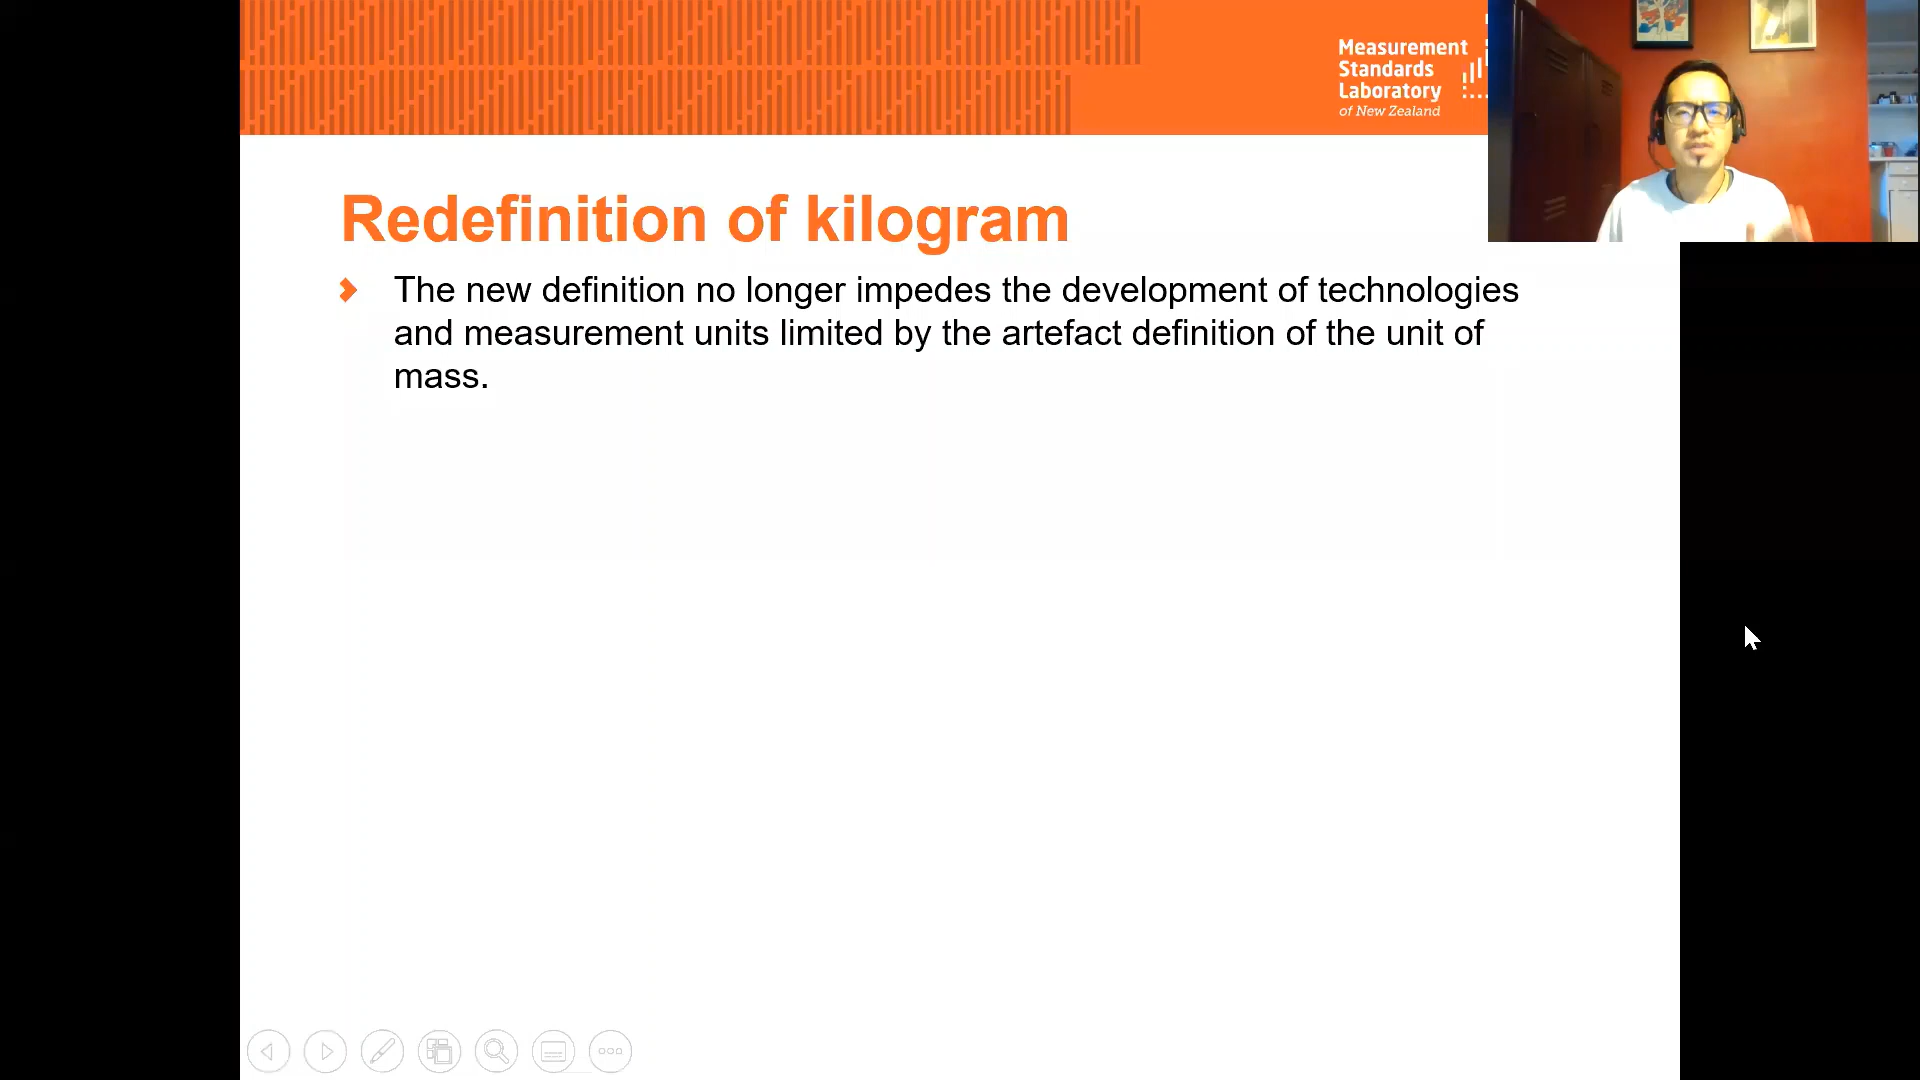 Measurement
Standards
Laboratory
of New Zealand
Redefinition of kilogram
The new definition no longer impedes the development of technologies
and measurement units limited by the artefact definition of the unit of
mass.